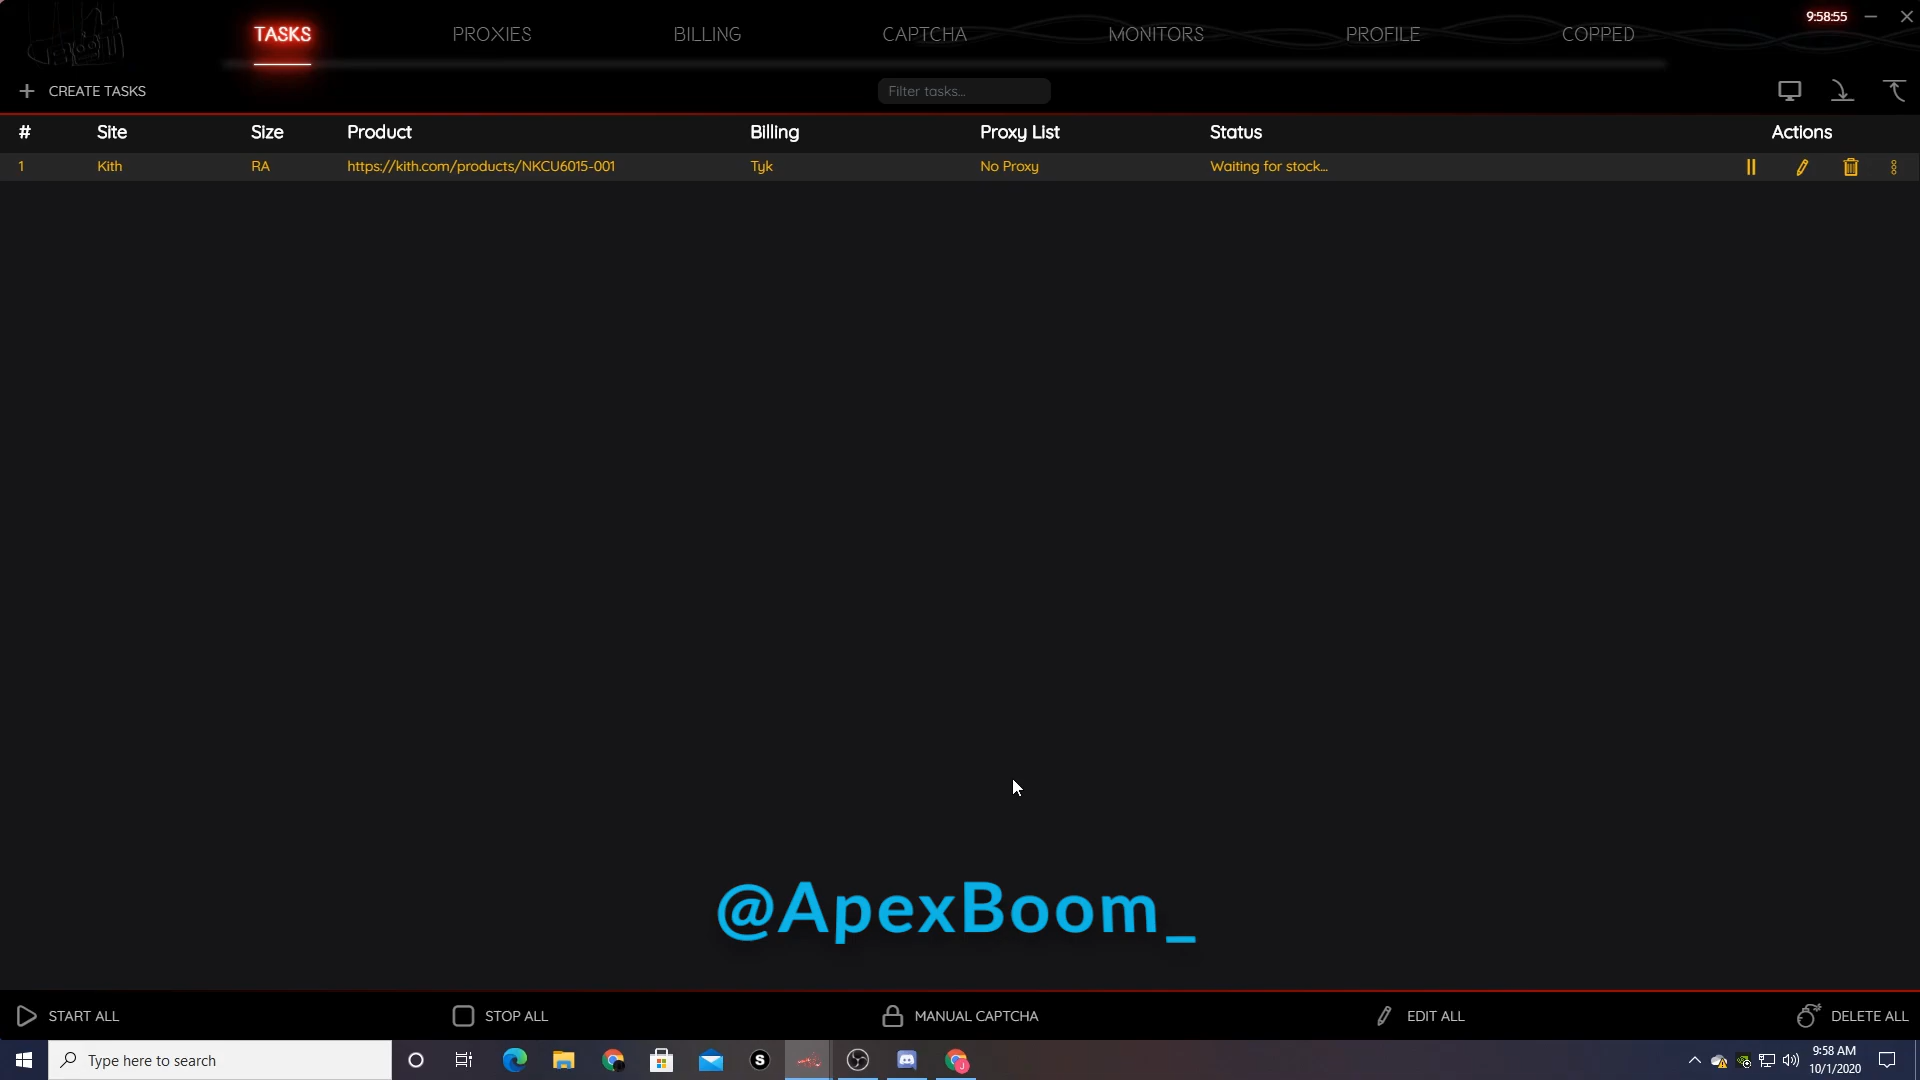 TASKS PROXIES BILLING CAPTCHA MONITORS PROFILE COPPED 9:58:55
CREATE TASKS Filter tasks...
# Site Size Product Billing Proxy List Status Actions
1 Kith RA https://kith.com/products/NKCU6015-001 Tyk No Proxy Waiting for stock...
@ApexBoom_
START ALL STOP ALL MANUAL CAPTCHA EDIT ALL DELETE ALL
Type here to search S J 9:58 AM
10/1/2020